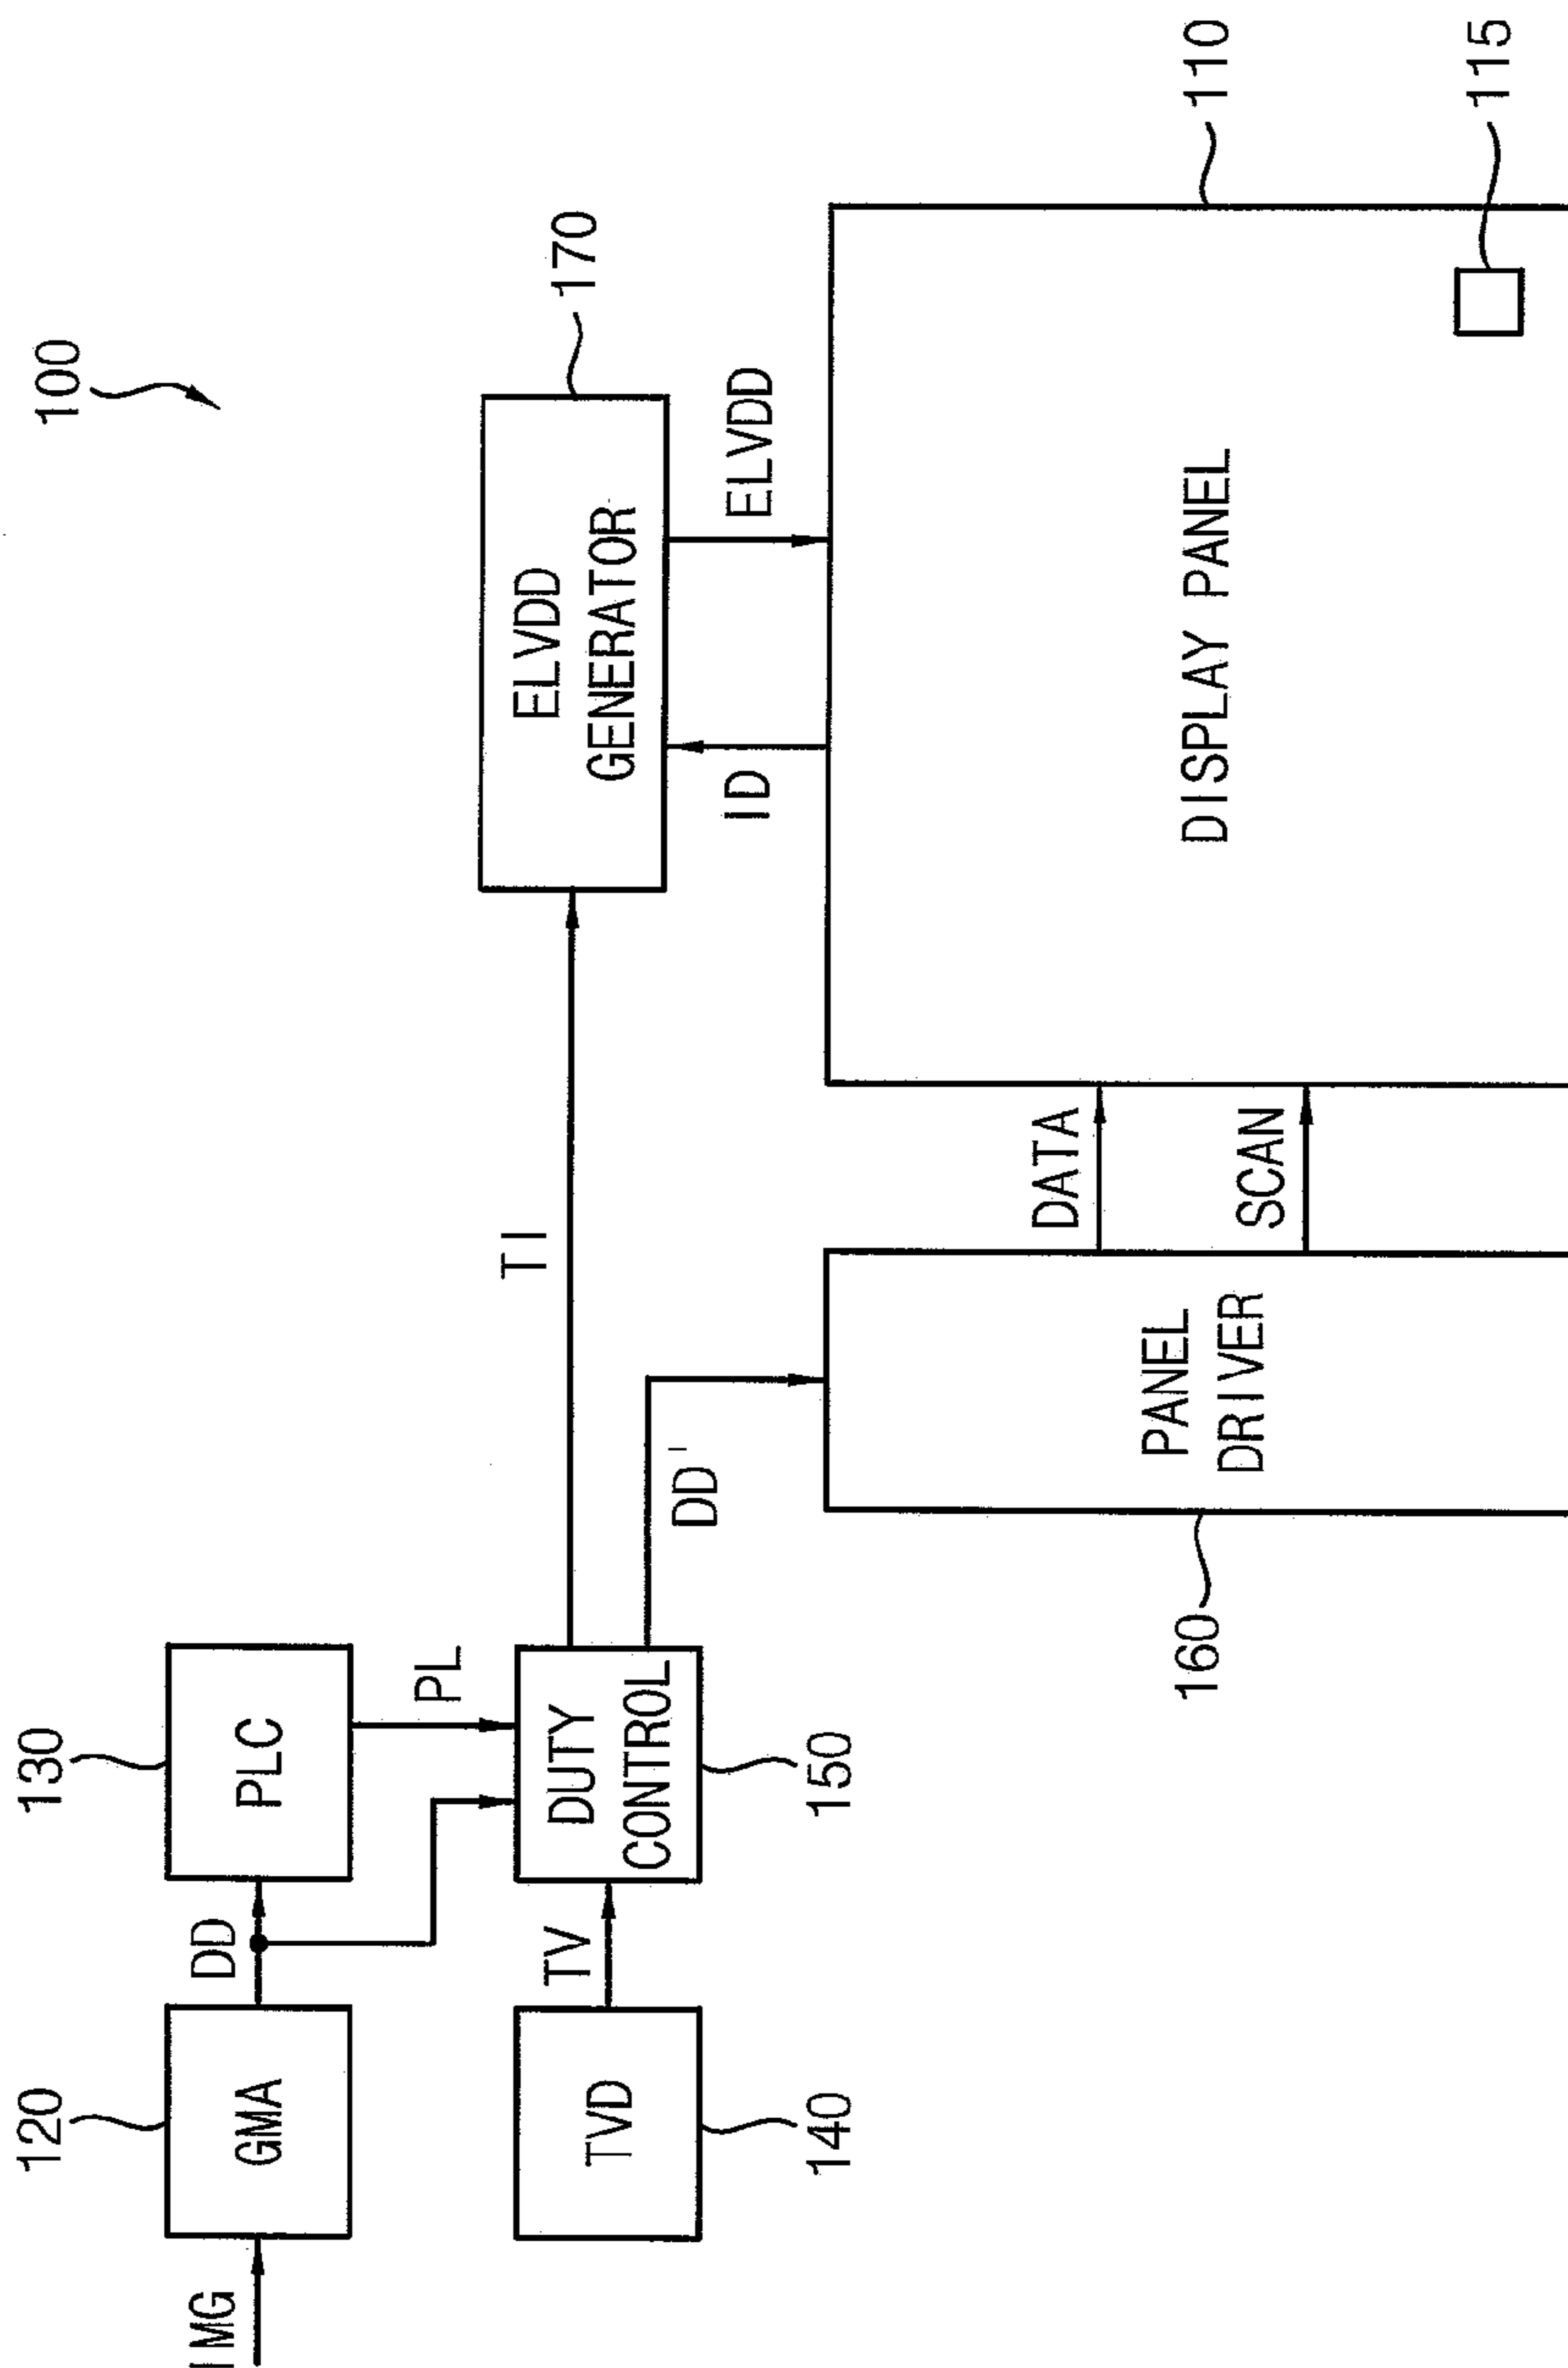 100
120
130
IMG
GMA
DD
PLC
PL
TVD
TV
DUTY
CONTROL
140
150
TI
DD'
ELVDD
GENERATOR
170
ID
ELVDD
PANEL
DRIVER
160
DATA
SCAN
DISPLAY PANEL
110
115